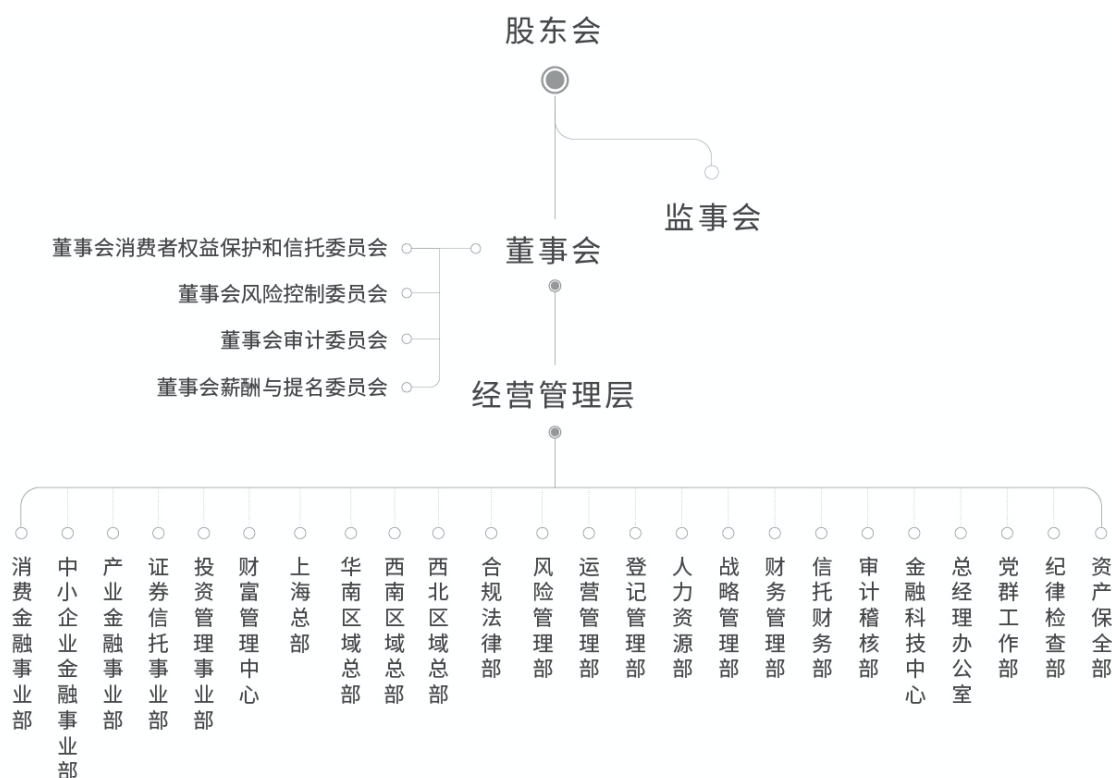 股东会
监事会
董事会
董事会消费者权益保护和信托委员会
董事会风险控制委员会
董事会审计委员会
董事会薪酬与提名委员会
经营管理层
消费金融事业部
中小企业金融事业部
产业金融事业部
证券信托事业部
投资管理事业部
财富管理中心
上海总部
华南区域总部
西南区域总部
西北区域总部
合规法律部
风险管理部
运营管理部
登记管理部
人力资源部
战略管理部
财务管理部
信托财务部
审计稽核部
金融科技中心
总经理办公室
党群工作部
纪律检查部
资产保全部